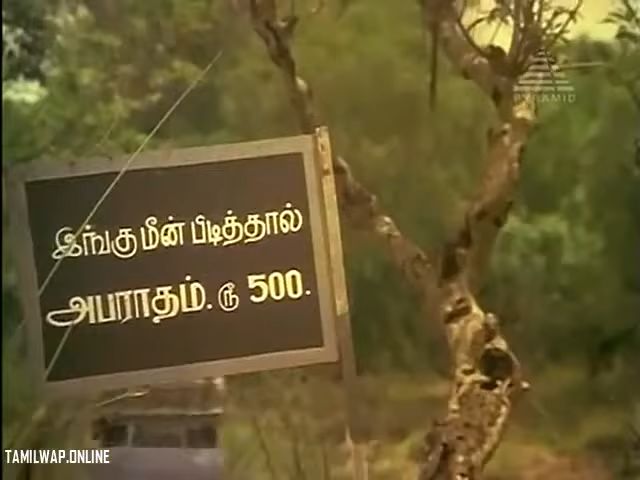 PYRAMID
இங்கு மீன் பிடித்தால்
அபராதம். ரூ 500.
TAMILWAP.ONLINE